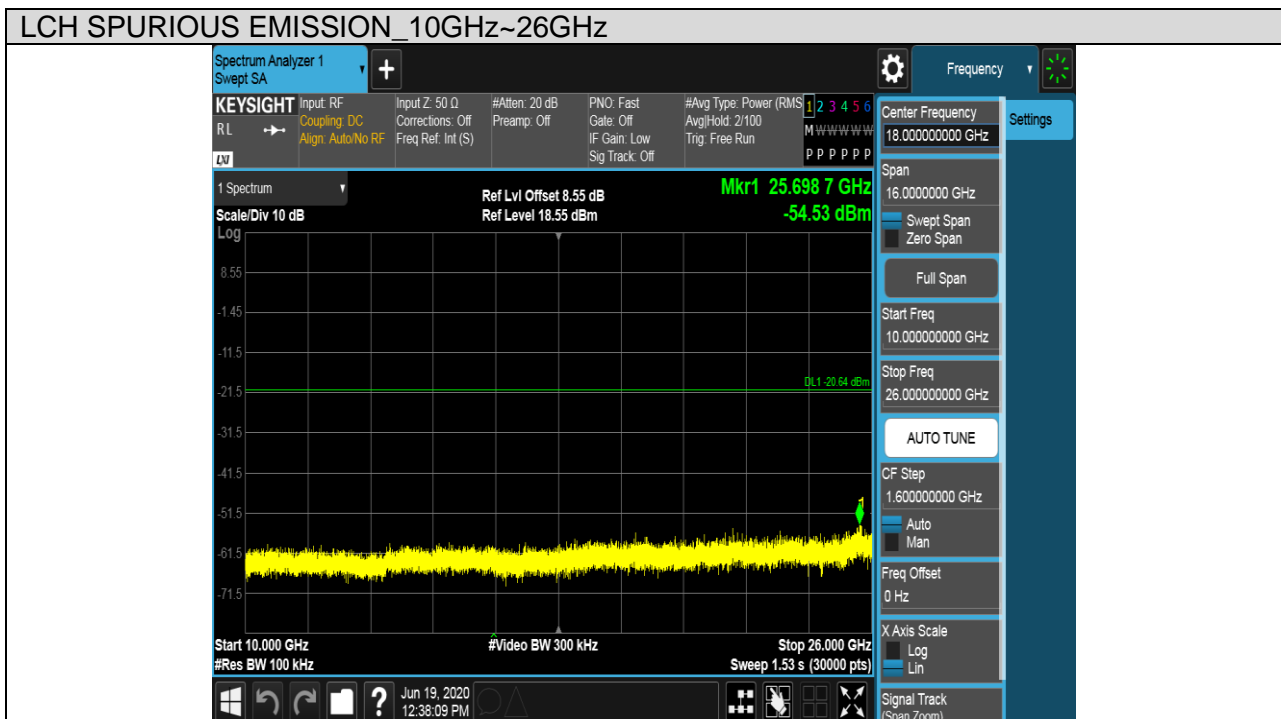 LCH SPURIOUS EMISSION_10GHz~26GHz
Spectrum Analyzer 1
Swept SA
Frequency
KEYSIGHT
RL
LXI
Input: RF
Coupling: DC
Align: Auto/No RF
Input Z: 50 Ω
Corrections: Off
Freq Ref: Int (S)
#Atten: 20 dB
Preamp: Off
PNO: Fast
Gate: Off
IF Gain: Low
Sig Track: Off
#Avg Type: Power (RMS
Avg|Hold: 2/100
Trig: Free Run
1 2 3 4 5 6
M W W W W W
P P P P P P
Center Frequency
18.000000000 GHz
Settings
1 Spectrum
Scale/Div 10 dB
Ref Lvl Offset 8.55 dB
Ref Level 18.55 dBm
Mkr1 25.698 7 GHz
-54.53 dBm
Log
8.55
-1.45
-11.5
-21.5
-31.5
-41.5
-51.5
-61.5
-71.5
DL1 -20.64 dBm
1
Start 10.000 GHz
#Res BW 100 kHz
#Video BW 300 kHz
Stop 26.000 GHz
Sweep 1.53 s (30000 pts)
Span
16.0000000 GHz
Swept Span
Zero Span
Full Span
Start Freq
10.000000000 GHz
Stop Freq
26.000000000 GHz
AUTO TUNE
CF Step
1.600000000 GHz
Auto
Man
Freq Offset
0 Hz
X Axis Scale
Log
Lin
Signal Track
(Span Zoom)
?
Jun 19, 2020
12:38:09 PM